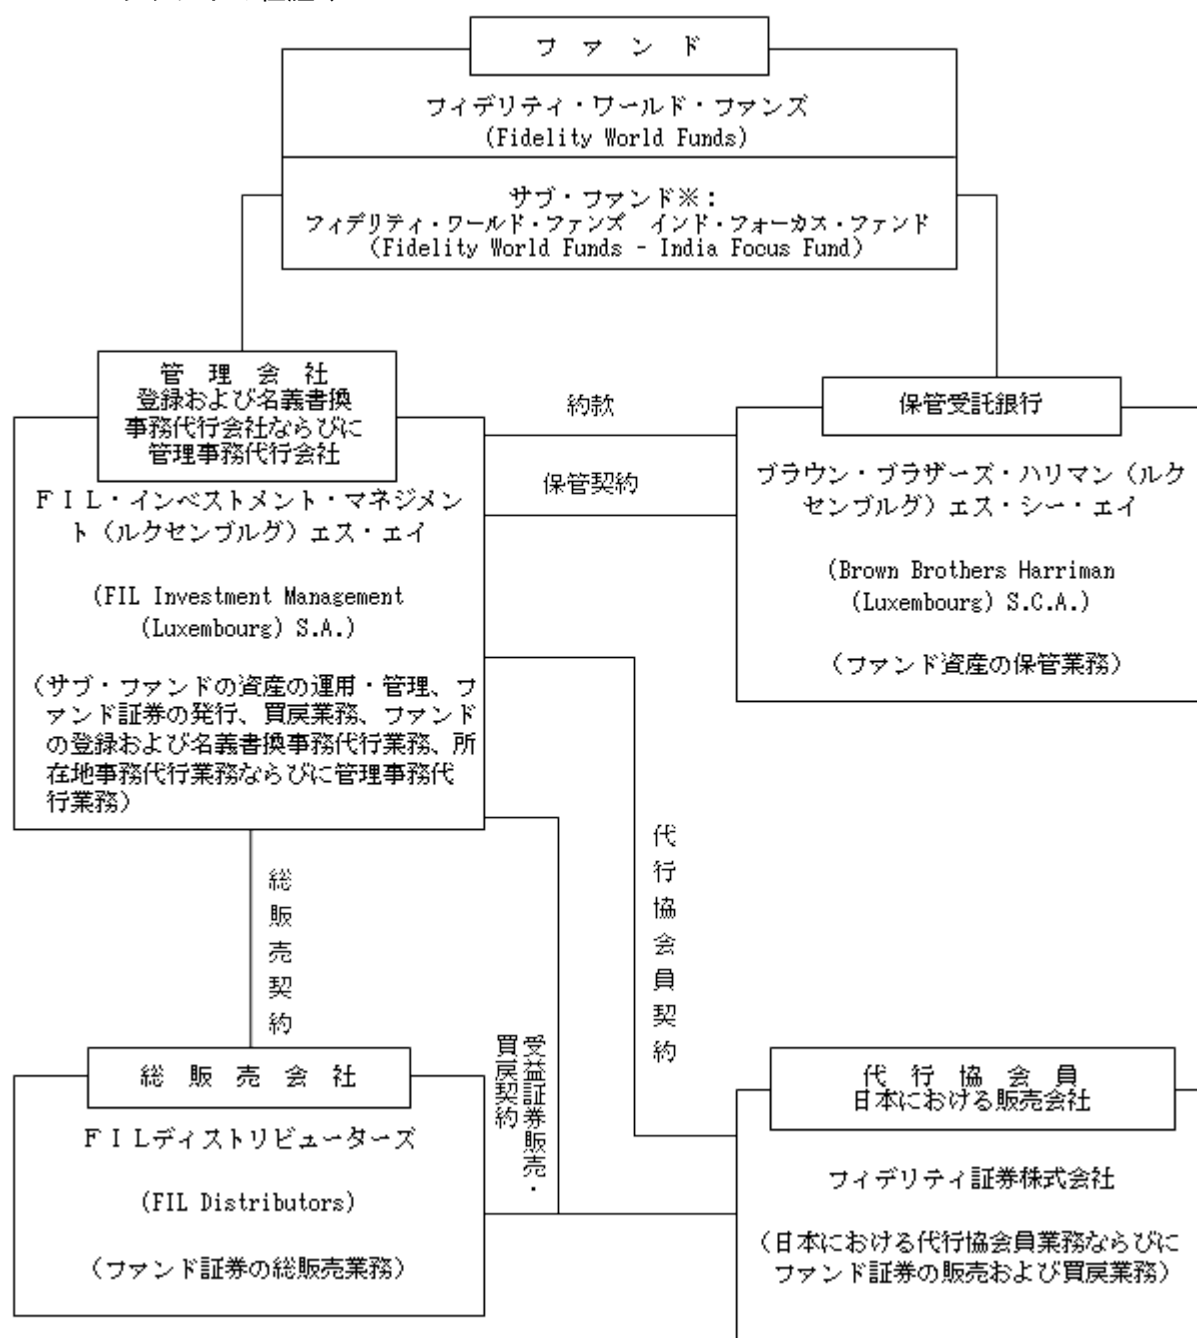 フ ァ ン ド
フィデリティ・ワールド・ファンズ
(Fidelity World Funds)
サブ・ファンド※：
フィデリティ・ワールド・ファンズ　インド・フォーカス・ファンド
(Fidelity World Funds - India Focus Fund)
管 理 会 社
登録および名義書換
事務代行会社ならびに
管理事務代行会社
ＦＩＬ・インベストメント・マネジメン
ト（ルクセンブルグ）エス・エイ
(FIL Investment Management
(Luxembourg) S.A.)
（サブ・ファンドの資産の運用・管理、フ
ァンド証券の発行、買戻業務、ファンド
の登録および名義書換事務代行業務、所
在地事務代行業務ならびに管理事務代
行業務）
約款
保管契約
保管受託銀行
ブラウン・ブラザーズ・ハリマン（ルク
センブルグ）エス・シー・エイ
(Brown Brothers Harriman
(Luxembourg) S.C.A.)
（ファンド資産の保管業務）
総販売契約
代行協会員契約
受益証券販売・
買戻契約
総 販 売 会 社
ＦＩＬディストリビューターズ
(FIL Distributors)
（ファンド証券の総販売業務）
代 行 協 会 員
日本における販売会社
フィデリティ証券株式会社
（日本における代行協会員業務ならびに
ファンド証券の販売および買戻業務）